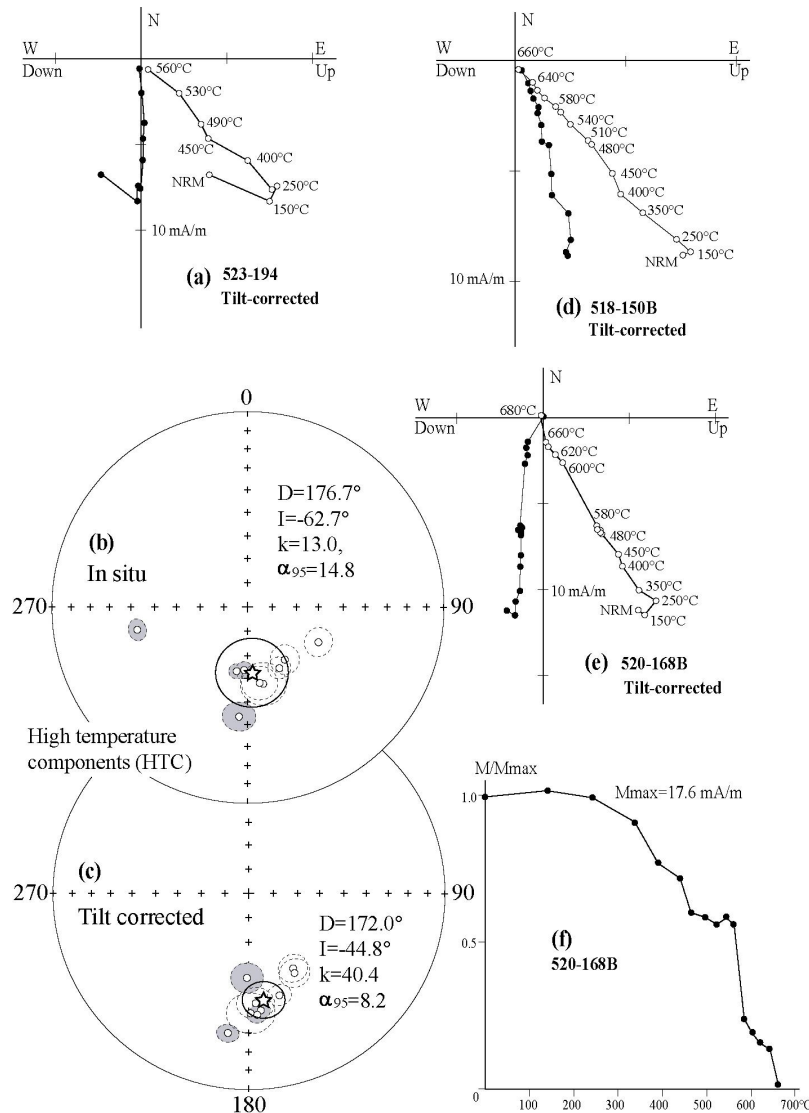 N
W
E
Down
Up
560°C
530°C
490°C
450°C
400°C
NRM
250°C
150°C
10 mA/m
(a) 523-194
Tilt-corrected
N
W
E
660°C
Down
Up
640°C
580°C
540°C
510°C
480°C
450°C
400°C
350°C
250°C
NRM
150°C
10 mA/m
(d) 518-150B
Tilt-corrected
0
D=176.7°
I=-62.7°
k=13.0,
α95=14.8
(b)
In situ
270
90
High temperature
components (HTC)
N
W
E
680°C
Down
Up
660°C
620°C
600°C
580°C
480°C
450°C
400°C
10 mA/m
350°C
NRM
250°C
150°C
(e) 520-168B
Tilt-corrected
(c)
270
90
Tilt corrected
D=172.0°
I=-44.8°
k=40.4
α95=8.2
180
M/Mmax
Mmax=17.6 mA/m
1.0
0.5
(f)
520-168B
0
0 100 200 300 400 500 600 700°C